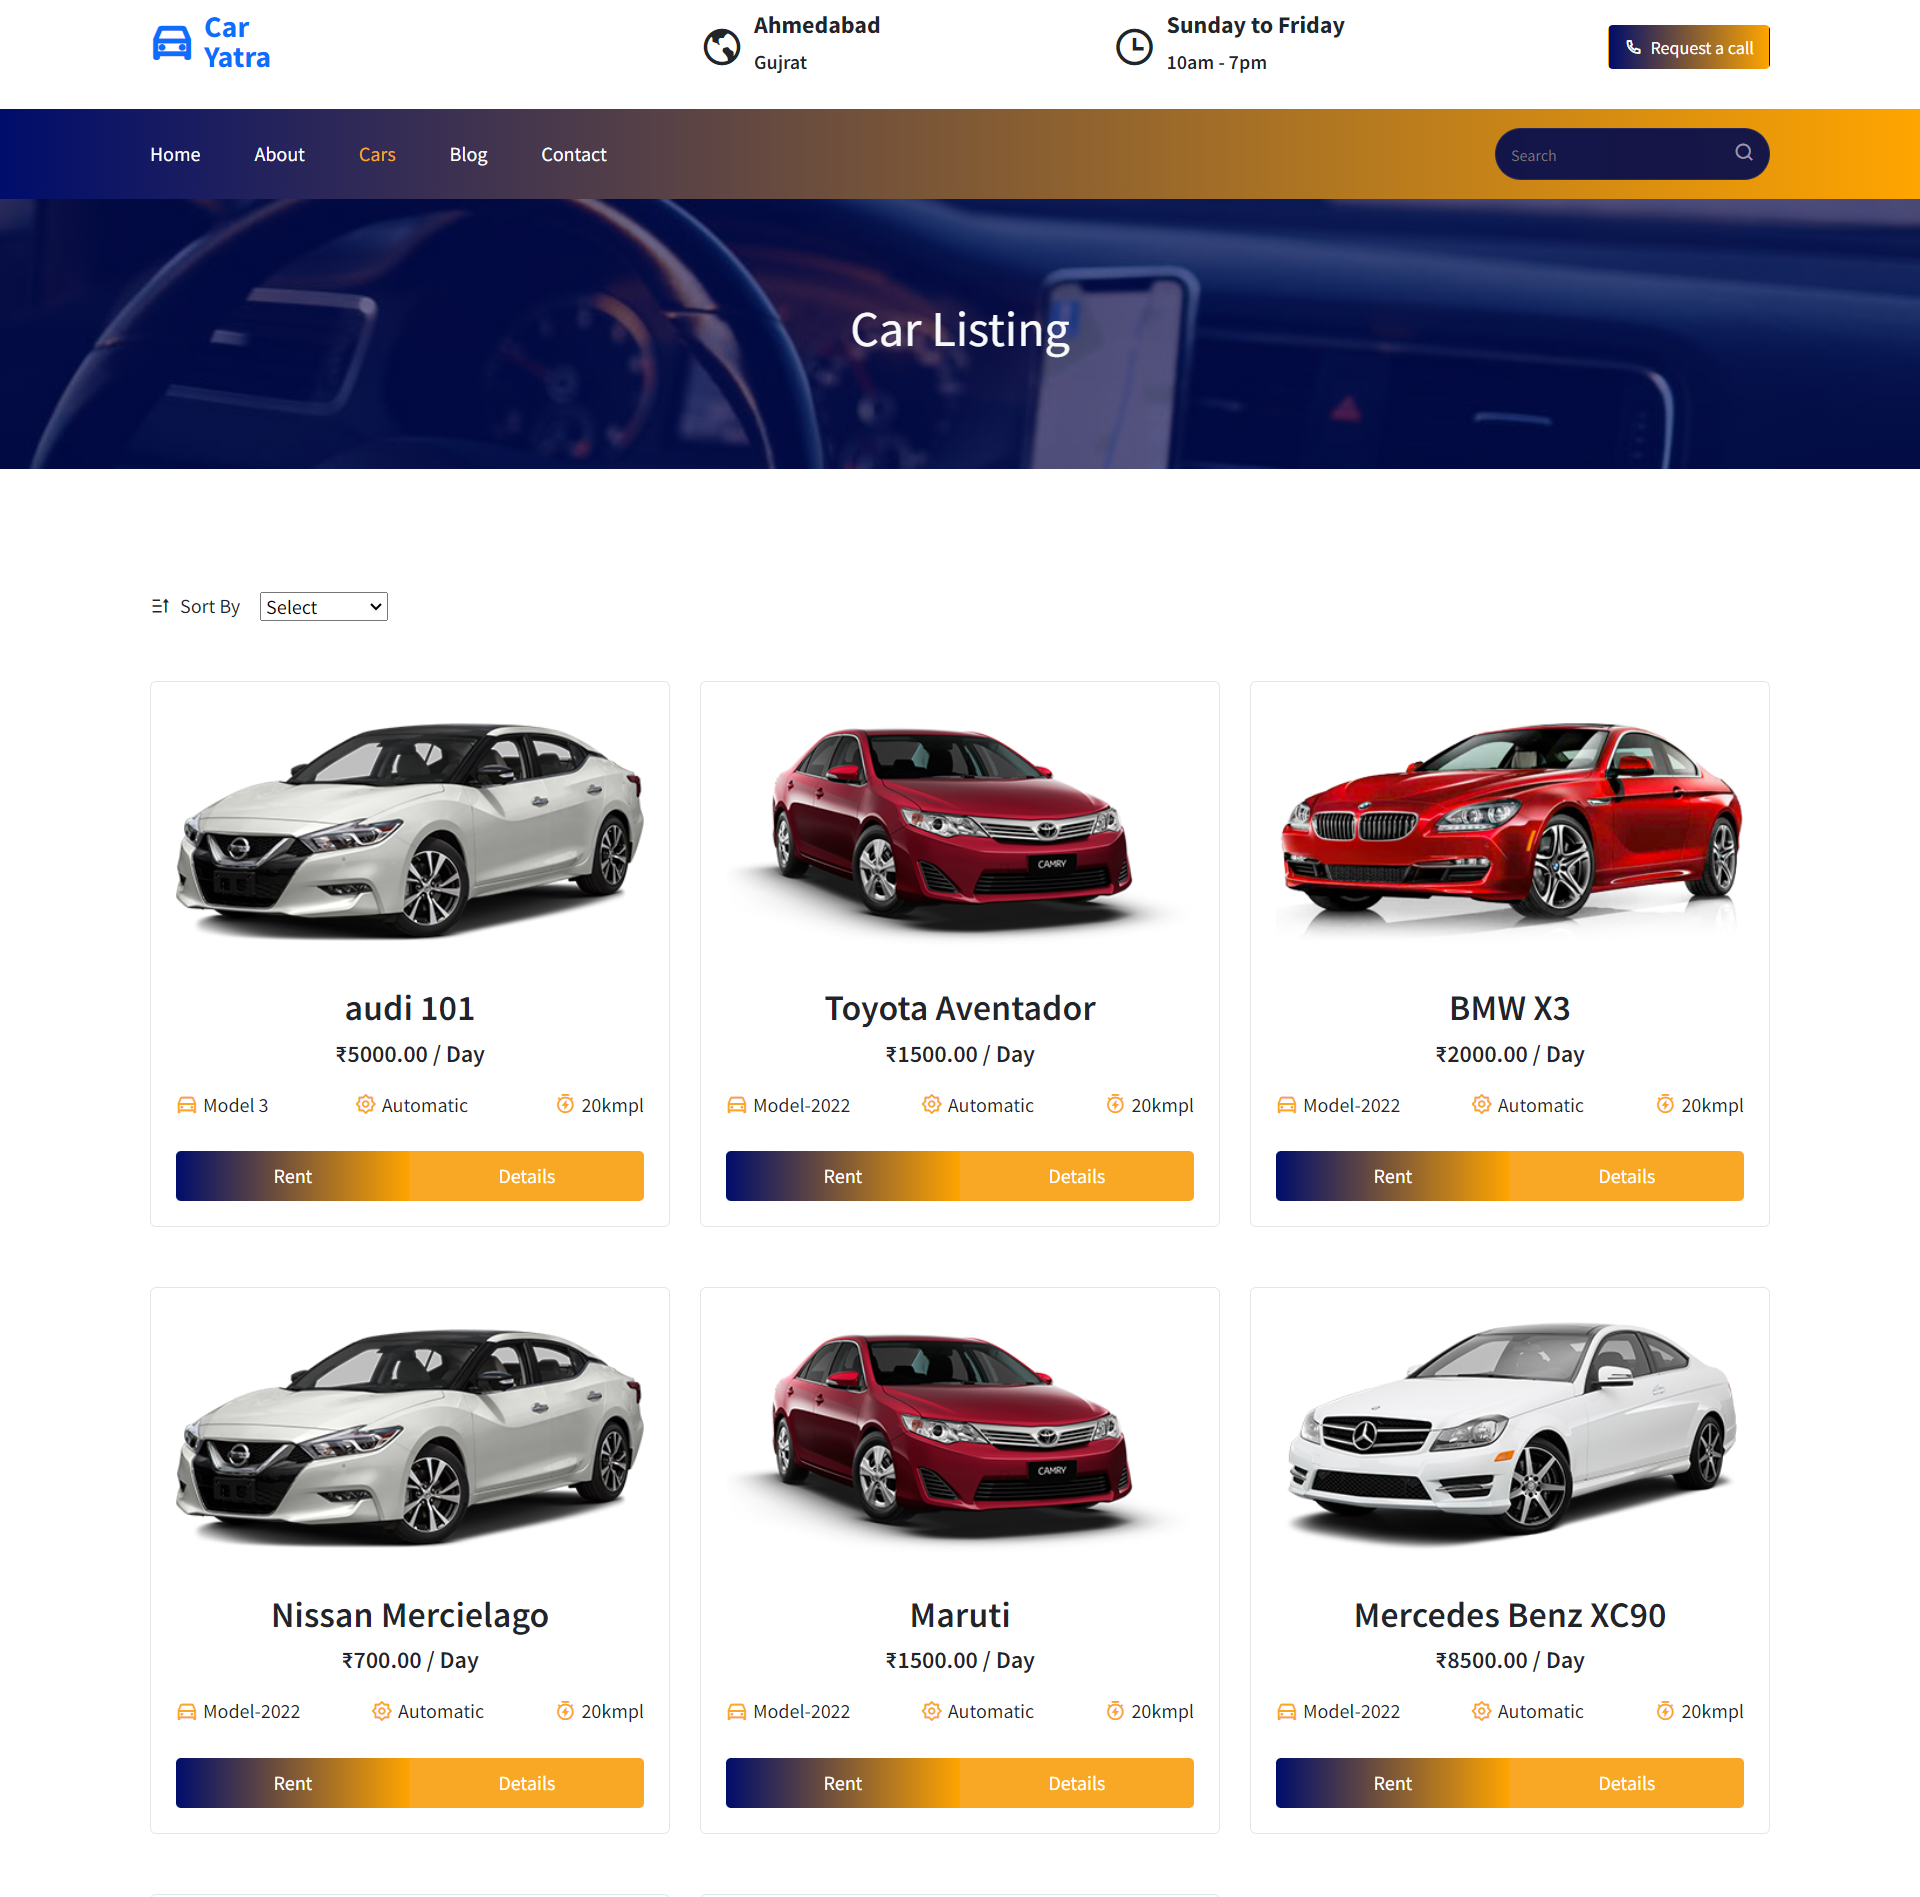 Car
Yatra
Ahmedabad
Gujrat
Sunday to Friday
10am - 7pm
Request a call
Home
About
Cars
Blog
Contact
Search
Car Listing
Sort By
Select
CAMRY
audi 101
₹5000.00 / Day
Model 3
Automatic
20kmpl
Rent
Details
Toyota Aventador
₹1500.00 / Day
Model-2022
Automatic
20kmpl
Rent
Details
BMW X3
₹2000.00 / Day
Model-2022
Automatic
20kmpl
Rent
Details
CAMRY
Nissan Mercielago
₹700.00 / Day
Model-2022
Automatic
20kmpl
Rent
Details
Maruti
₹1500.00 / Day
Model-2022
Automatic
20kmpl
Rent
Details
Mercedes Benz XC90
₹8500.00 / Day
Model-2022
Automatic
20kmpl
Rent
Details